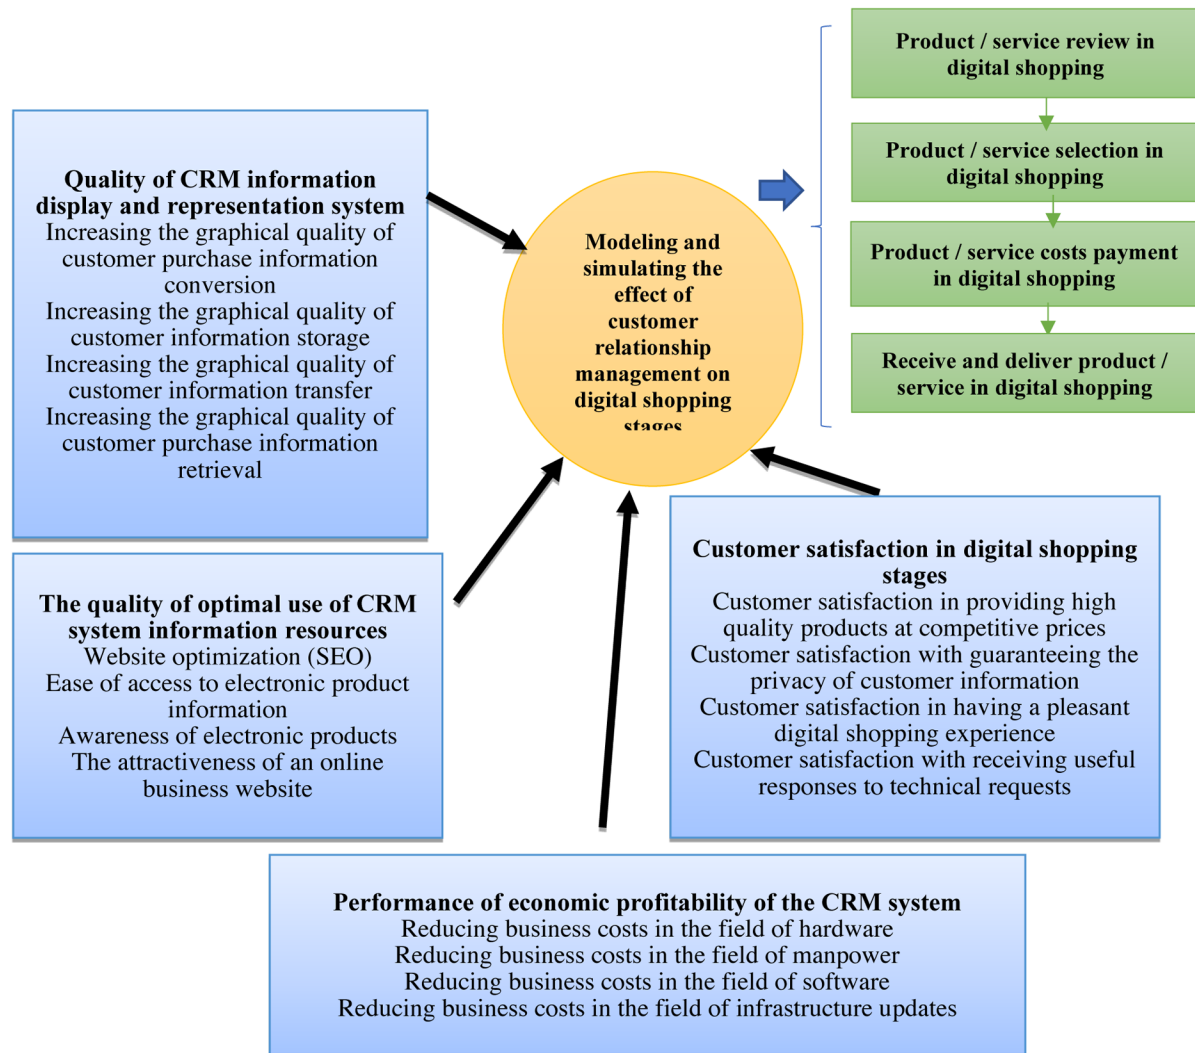 Product / service review in
digital shopping
Product / service selection in
digital shopping
Product / service costs payment
in digital shopping
Receive and deliver product /
service in digital shopping
Quality of CRM information
display and representation system
Increasing the graphical quality of
customer purchase information
conversion
Increasing the graphical quality of
customer information storage
Increasing the graphical quality of
customer information transfer
Increasing the graphical quality of
customer purchase information
retrieval
Modeling and
simulating the
effect of
customer
relationship
management on
digital shopping
stages
The quality of optimal use of CRM
system information resources
Website optimization (SEO)
Ease of access to electronic product
information
Awareness of electronic products
The attractiveness of an online
business website
Customer satisfaction in digital shopping
stages
Customer satisfaction in providing high
quality products at competitive prices
Customer satisfaction with guaranteeing the
privacy of customer information
Customer satisfaction in having a pleasant
digital shopping experience
Customer satisfaction with receiving useful
responses to technical requests
Performance of economic profitability of the CRM system
Reducing business costs in the field of hardware
Reducing business costs in the field of manpower
Reducing business costs in the field of software
Reducing business costs in the field of infrastructure updates